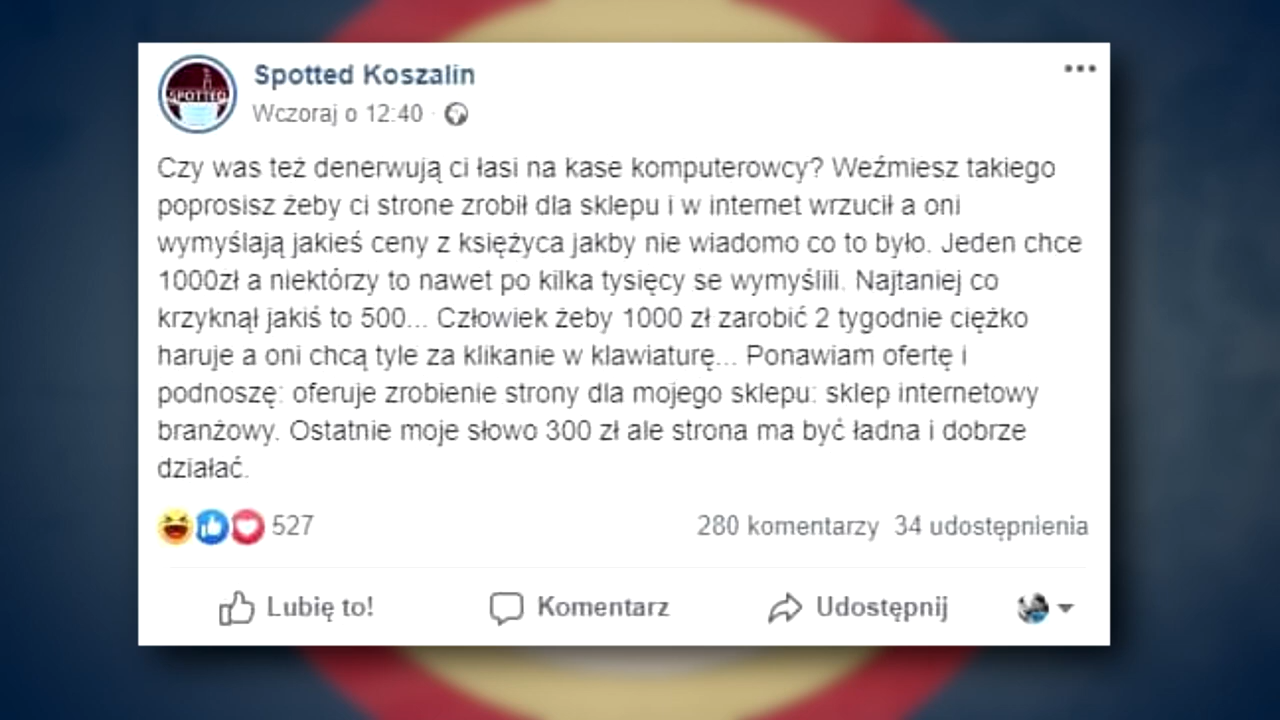 SPOTTED
Spotted Koszalin
Wczoraj o 12:40 ·
Czy was też denerwują ci łasi na kase komputerowcy? Weźmiesz takiego
poprosisz żeby ci strone zrobił dla sklepu i w internet wrzucił a oni
wymyślają jakieś ceny z księżyca jakby nie wiadomo co to było. Jeden chce
1000zł a niektórzy to nawet po kilka tysięcy se wymyślili. Najtaniej co
krzyknął jakiś to 500... Człowiek żeby 1000 zł zarobić 2 tygodnie ciężko
haruje a oni chcą tyle za klikanie w klawiaturę... Ponawiam ofertę i
podnoszę: oferuje zrobienie strony dla mojego sklepu: sklep internetowy
branżowy. Ostatnie moje słowo 300 zł ale strona ma być ładna i dobrze
działać.
527 280 komentarzy 34 udostępnienia
Lubię to! Komentarz Udostępnij